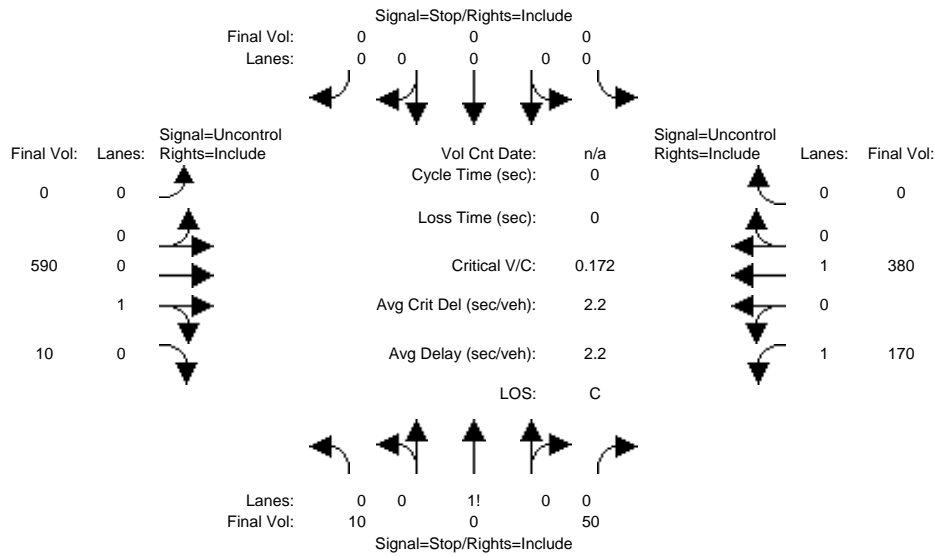 Signal=Stop/Rights=Include
Final Vol: 0 0 0
Lanes: 0 0 0 0 0
Signal=Uncontrol Signal=Uncontrol
Final Vol: Lanes: Rights=Include Vol Cnt Date: n/a Rights=Include Lanes: Final Vol:
Cycle Time (sec): 0
0 0 0 0
Loss Time (sec): 0
0 0
590 0 Critical V/C: 0.172 1 380
1 Avg Crit Del (sec/veh): 2.2 0
10 0 Avg Delay (sec/veh): 2.2 1 170
LOS: C
Lanes: 0 0 1! 0 0
Final Vol: 10 0 50
Signal=Stop/Rights=Include